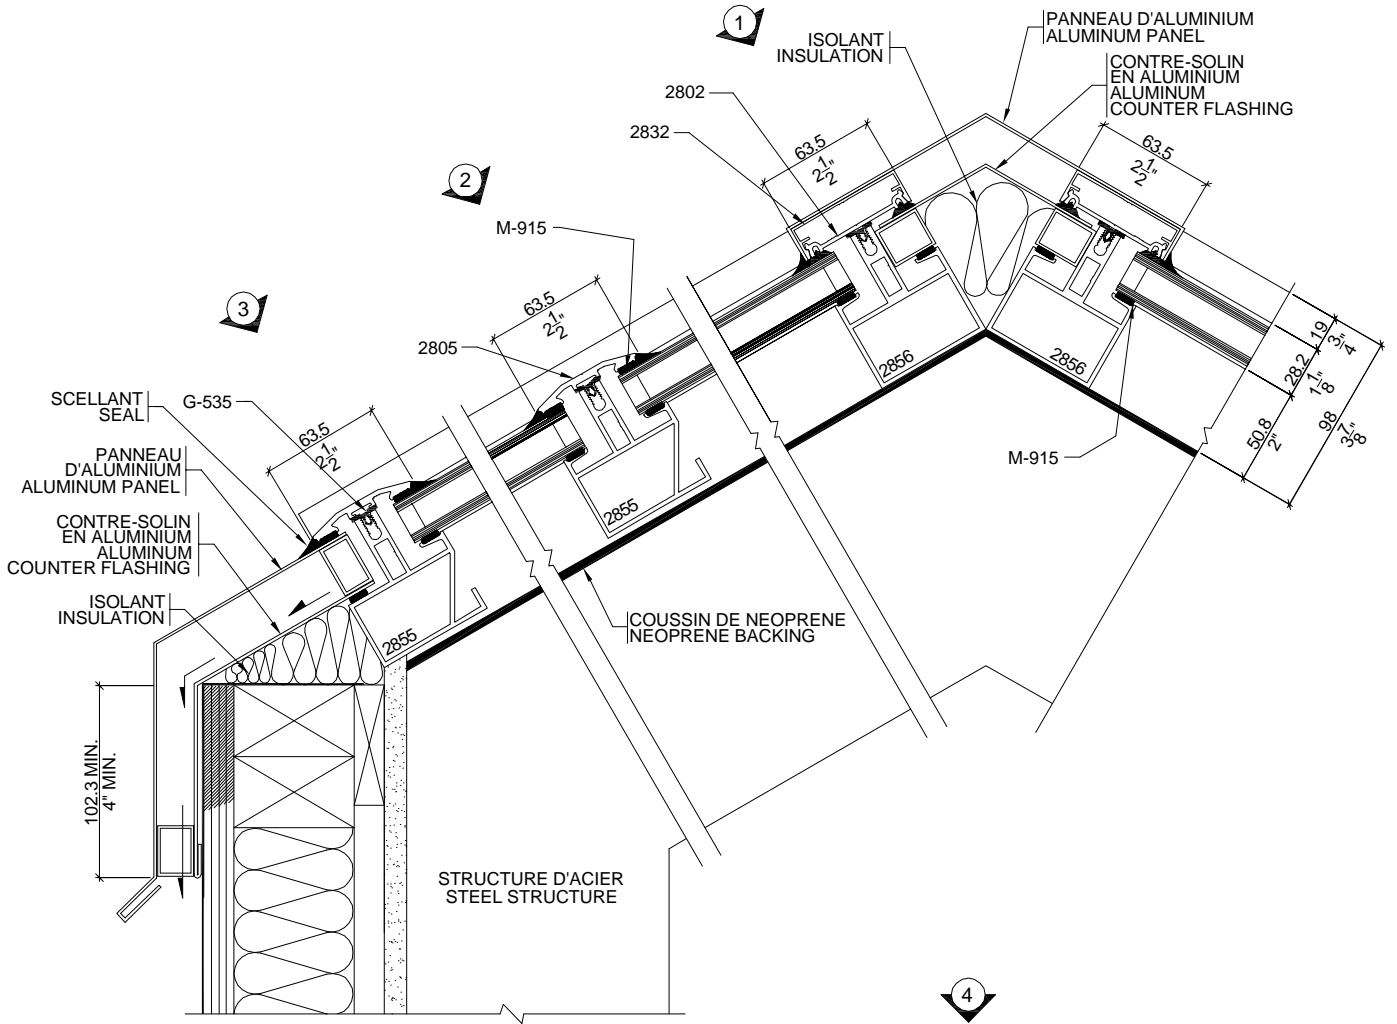 1
PANNEAU D'ALUMINIUM
ALUMINUM PANEL
ISOLANT
INSULATION
CONTRE-SOLIN
EN ALUMINIUM
ALUMINUM
COUNTER FLASHING
2802
2832
63.5
2 1/2"
63.5
2 1/2"
2
M-915
3
63.5
2 1/2"
2805
2856
2856
19
3/4"
28.2
1 1/8"
50.8
2"
98
3 7/8"
SCELLANT
SEAL
G-535
63.5
2 1/2"
M-915
PANNEAU
D'ALUMINIUM
ALUMINUM PANEL
CONTRE-SOLIN
EN ALUMINIUM
ALUMINUM
COUNTER FLASHING
2855
ISOLANT
INSULATION
2855
COUSSIN DE NEOPRENE
NEOPRENE BACKING
102.3 MIN.
4" MIN.
STRUCTURE D'ACIER
STEEL STRUCTURE
4